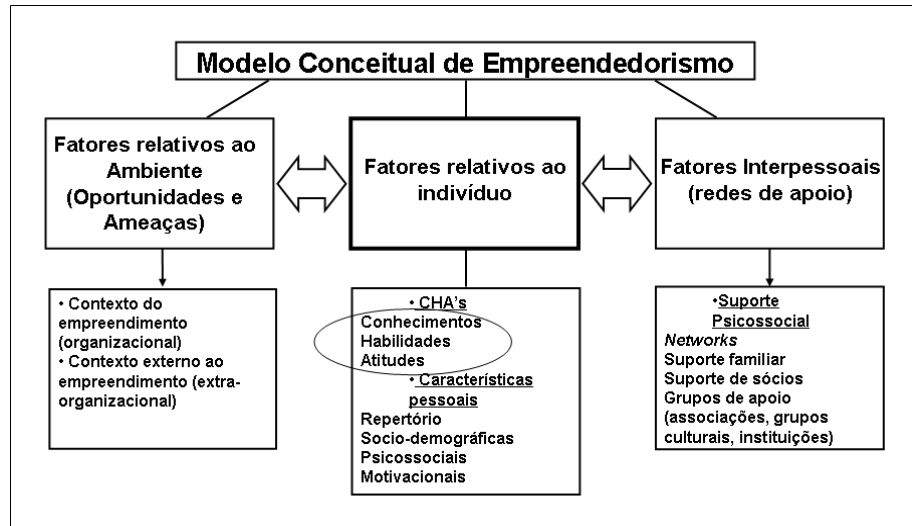 Modelo Conceitual de Empreendedorismo
Fatores relativos ao
Ambiente
(Oportunidades e
Ameaças)
Fatores relativos ao
indivíduo
Fatores Interpessoais
(redes de apoio)
• Contexto do
empreendimento
(organizacional)
• Contexto externo ao
empreendimento (extra-
organizacional)
• CHA's
Conhecimentos
Habilidades
Atitudes
• Características
pessoais
Repertório
Socio-demográficas
Psicossociais
Motivacionais
• Suporte
Psicossocial
Networks
Suporte familiar
Suporte de sócios
Grupos de apoio
(associações, grupos
culturais, instituições)